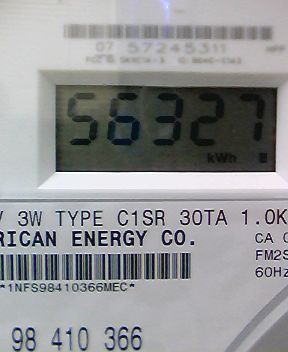 07 57245311
56327
kWh
3W TYPE C1SR 30TA 1.0K
RICAN ENERGY CO.
CA
FM2S
60Hz
*1NFS98410366MEC*
98 410 366